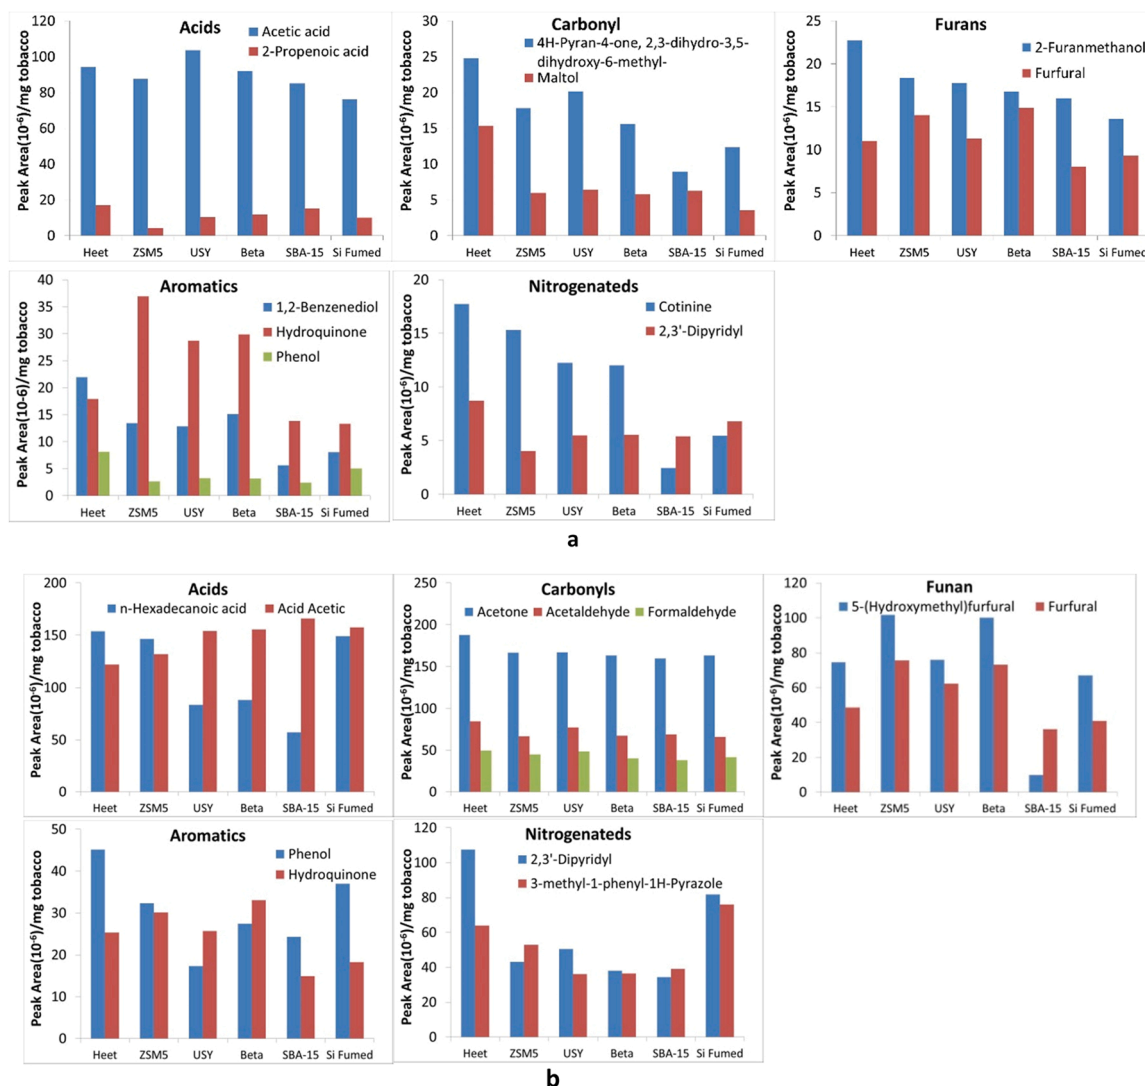 Acids
Peak Area(10⁻⁶)/mg tobacco
120
100
80
60
40
20
0
Acetic acid
2-Propenoic acid
Heet ZSM5 USY Beta SBA-15 Si Fumed
Carbonyl
Peak Area(10⁻⁶)/mg tobacco
30
25
20
15
10
5
0
4H-Pyran-4-one, 2,3-dihydro-3,5-
dihydroxy-6-methyl-
Maltol
Heet ZSM5 USY Beta SBA-15 Si Fumed
Furans
Peak Area(10⁻⁶)/mg tobacco
25
20
15
10
5
0
2-Furanmethanol
Furfural
Heet ZSM5 USY Beta SBA-15 Si Fumed
Aromatics
Peak Area(10-6)/mg tobacco
40
35
30
25
20
15
10
5
0
1,2-Benzenediol
Hydroquinone
Phenol
Heet ZSM5 USY Beta SBA-15 Si Fumed
Nitrogenateds
Peak Area(10⁻⁶)/mg tobacco
20
15
10
5
0
Cotinine
2,3'-Dipyridyl
Heet ZSM5 USY Beta SBA-15 Si Fumed
a
Acids
Peak Area(10⁻⁶)/mg tobacco
200
150
100
50
0
n-Hexadecanoic acid Acid Acetic
Heet ZSM5 USY Beta SBA-15 Si Fumed
Carbonyls
Peak Area(10⁻⁶)/mg tobacco
250
200
150
100
50
0
Acetone Acetaldehyde Formaldehyde
Heet ZSM5 USY Beta SBA-15 Si Fumed
Funan
Peak Area(10⁻⁶)/mg tobacco
120
100
80
60
40
20
0
5-(Hydroxymethyl)furfural Furfural
Heet ZSM5 USY Beta SBA-15 Si Fumed
Aromatics
Peak Area(10⁻⁶)/mg tobacco
50
40
30
20
10
0
Phenol
Hydroquinone
Heet ZSM5 USY Beta SBA-15 Si Fumed
Nitrogenateds
Peak Area(10⁻⁶)/mg tobacco
120
100
80
60
40
20
0
2,3'-Dipyridyl
3-methyl-1-phenyl-1H-Pyrazole
Heet ZSM5 USY Beta SBA-15 Si Fumed
b